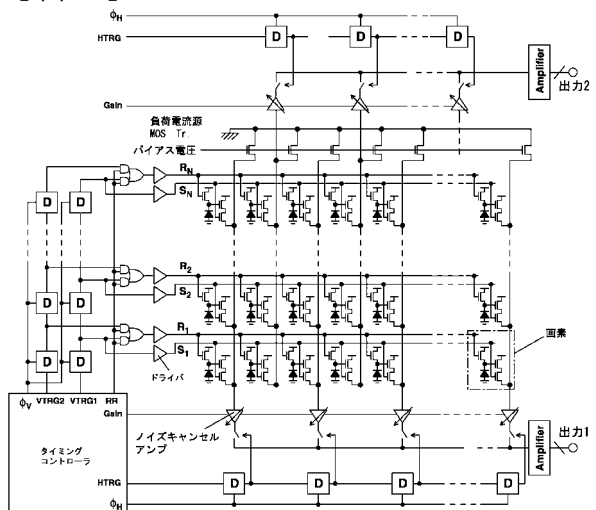 φH
HTRG
D
D
D
Amplifier
出力2
Gain
負荷電流源
MOS Tr.
バイアス電圧
RN
SN
D
D
R2
S2
D
D
R1
S1
画素
D
D
ドライバ
φV VTRG2 VTRG1 RR
Gain
ノイズキャンセル
アンプ
タイミング
コントローラ
Amplifier
出力1
HTRG
D
D
D
D
φH